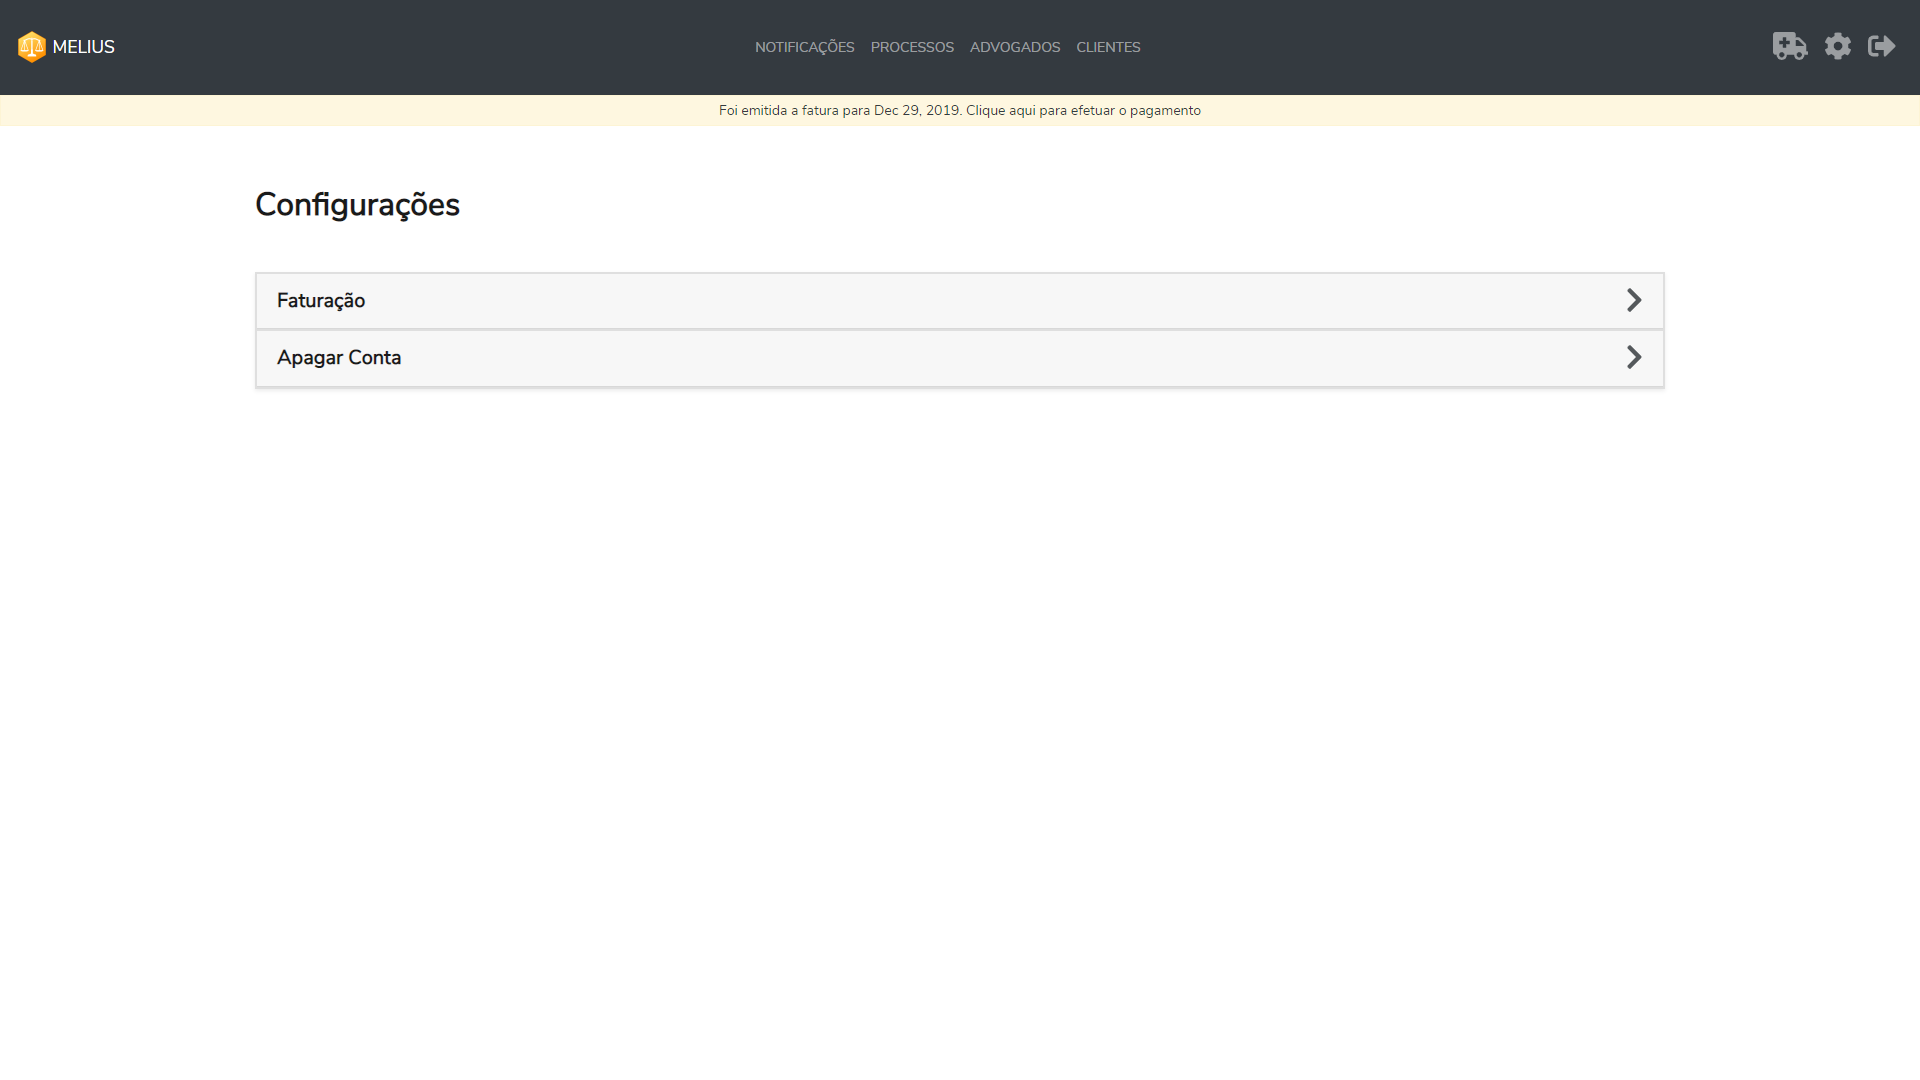 MELIUS
NOTIFICAÇÕES PROCESSOS ADVOGADOS CLIENTES
Foi emitida a fatura para Dec 29, 2019. Clique aqui para efetuar o pagamento
Configurações
Faturação
Apagar Conta